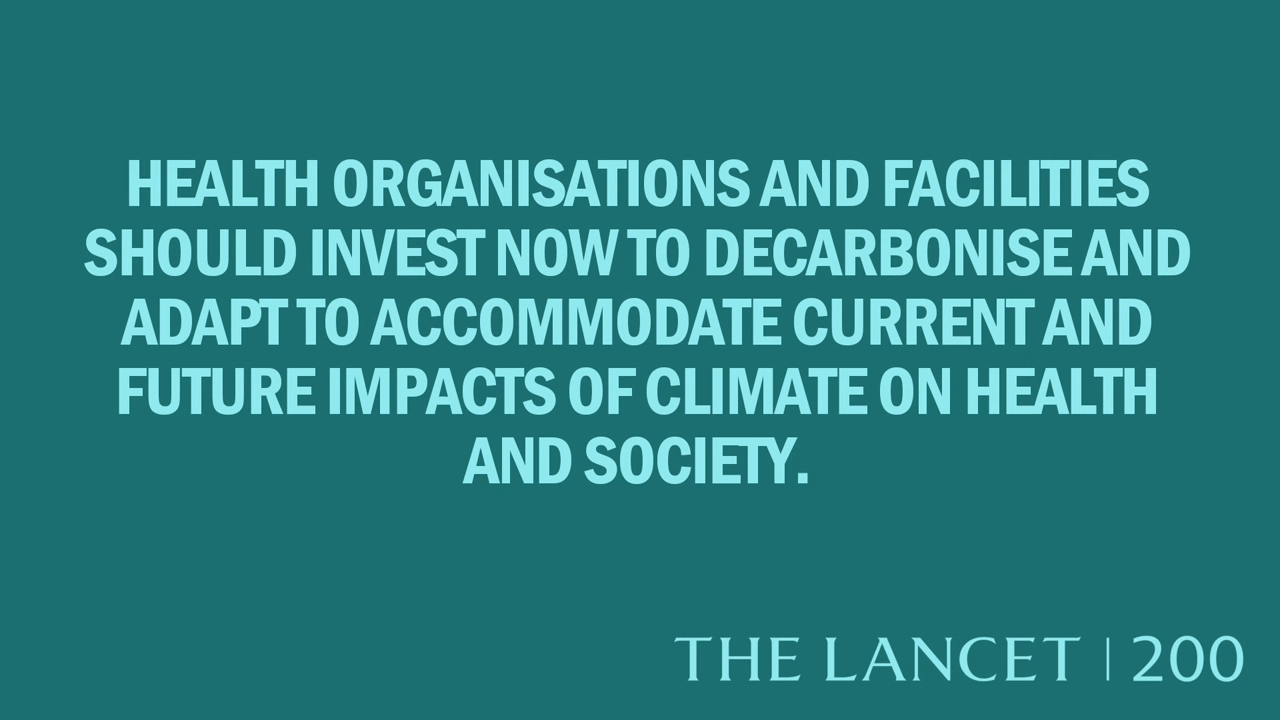 HEALTH ORGANISATIONS AND FACILITIES
SHOULD INVEST NOW TO DECARBONISE AND
ADAPT TO ACCOMMODATE CURRENT AND
FUTURE IMPACTS OF CLIMATE ON HEALTH
AND SOCIETY.
THE LANCET | 200